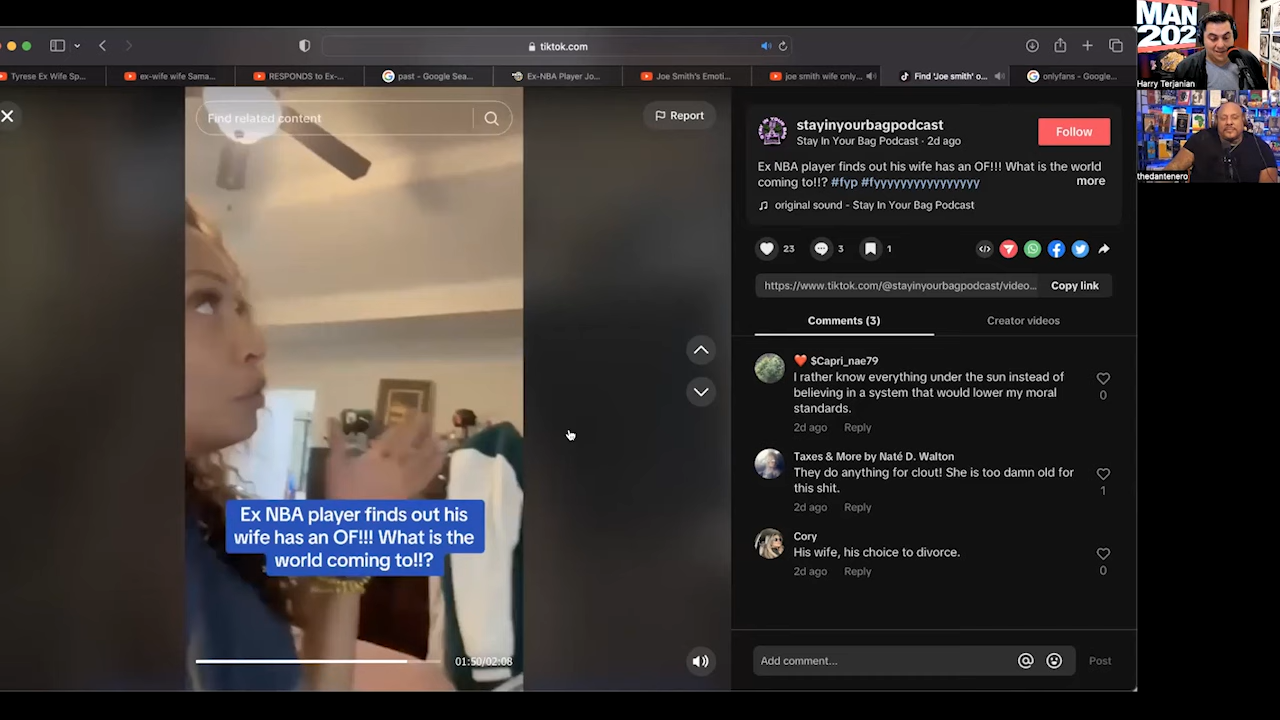 tiktok.com
Tyrese Ex Wife Sp...
ex-wife wife Sama...
RESPONDS to Ex-...
past - Google Sea...
Ex-NBA Player Jo...
Joe Smith's Emoti...
joe smith wife only...
Find 'Joe smith' o...
onlyfans - Google...
MAN
202
Harry Terjanian
thedantenero
Find related content
Report
stayinyourbagpodcast
Stay In Your Bag Podcast · 2d ago
Follow
Ex NBA player finds out his wife has an OF!!! What is the world
coming to!!? #fyp #fyyyyyyyyyyyyyyyy
more
original sound - Stay In Your Bag Podcast
23
3
1
https://www.tiktok.com/@stayinyourbagpodcast/video...
Copy link
Comments (3)
Creator videos
$Capri_nae79
I rather know everything under the sun instead of
believing in a system that would lower my moral
standards.
0
2d ago
Reply
Taxes & More by Naté D. Walton
They do anything for clout! She is too damn old for
this shit.
1
2d ago
Reply
Cory
His wife, his choice to divorce.
0
2d ago
Reply
Ex NBA player finds out his
wife has an OF!!! What is the
world coming to!!?
01:50/02:08
Add comment...
Post